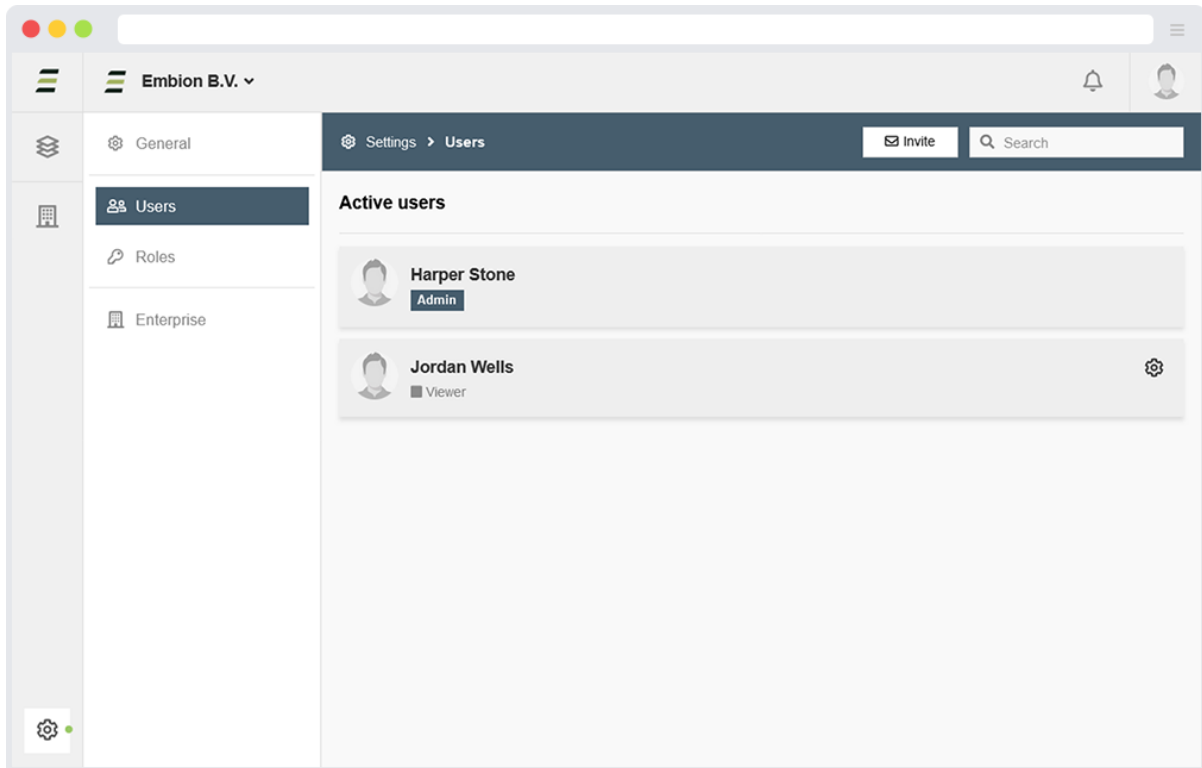 Embion B.V.
General
Users
Roles
Enterprise
Settings > Users
Invite
Search
Active users
Harper Stone
Admin
Jordan Wells
Viewer